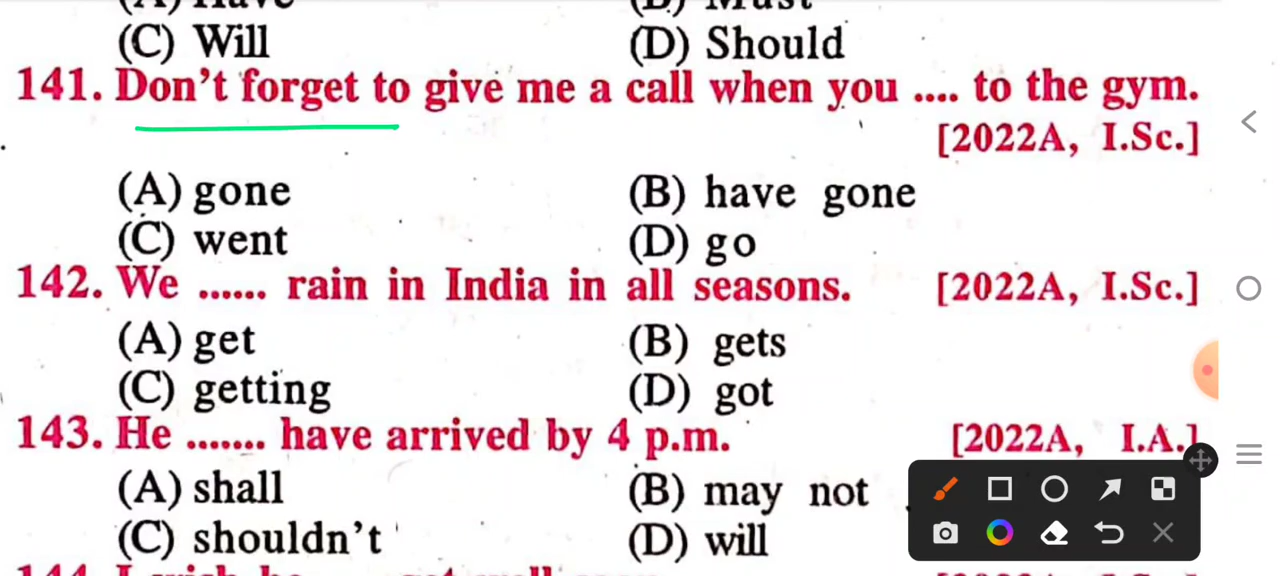 (A) Have (B) Must
(C) Will (D) Should
141. Don't forget to give me a call when you .... to the gym.
[2022A, I.Sc.]
(A) gone (B) have gone
(C) went (D) go
142. We ...... rain in India in all seasons. [2022A, I.Sc.]
(A) get (B) gets
(C) getting (D) got
143. He ....... have arrived by 4 p.m. [2022A, I.A.]
(A) shall (B) may not
(C) shouldn't (D) will